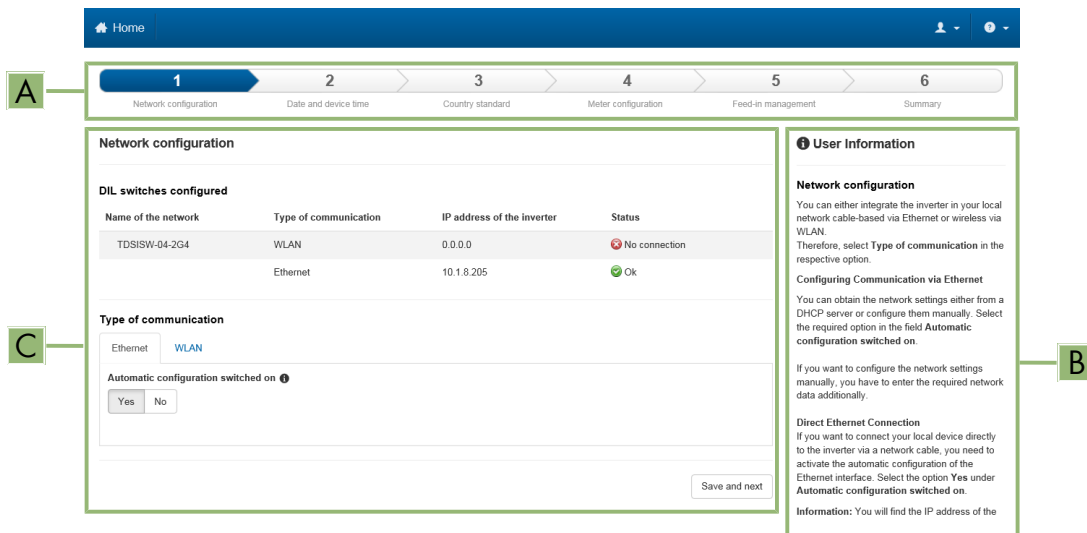 Home
A
1 2 3 4 5 6
Network configuration Date and device time Country standard Meter configuration Feed-in management Summary
Network configuration
DIL switches configured
Name of the network Type of communication IP address of the inverter Status
TDSISW-04-2G4 WLAN 0.0.0.0 No connection
Ethernet 10.1.8.205 Ok
Type of communication
C
Ethernet WLAN
Automatic configuration switched on
Yes No
Save and next
User Information
Network configuration
You can either integrate the inverter in your local
network cable-based via Ethernet or wireless via
WLAN.
Therefore, select Type of communication in the
respective option.
Configuring Communication via Ethernet
You can obtain the network settings either from a
DHCP server or configure them manually. Select
the required option in the field Automatic
configuration switched on.
B
If you want to configure the network settings
manually, you have to enter the required network
data additionally.
Direct Ethernet Connection
If you want to connect your local device directly
to the inverter via a network cable, you need to
activate the automatic configuration of the
Ethernet interface. Select the option Yes under
Automatic configuration switched on.
Information: You will find the IP address of the